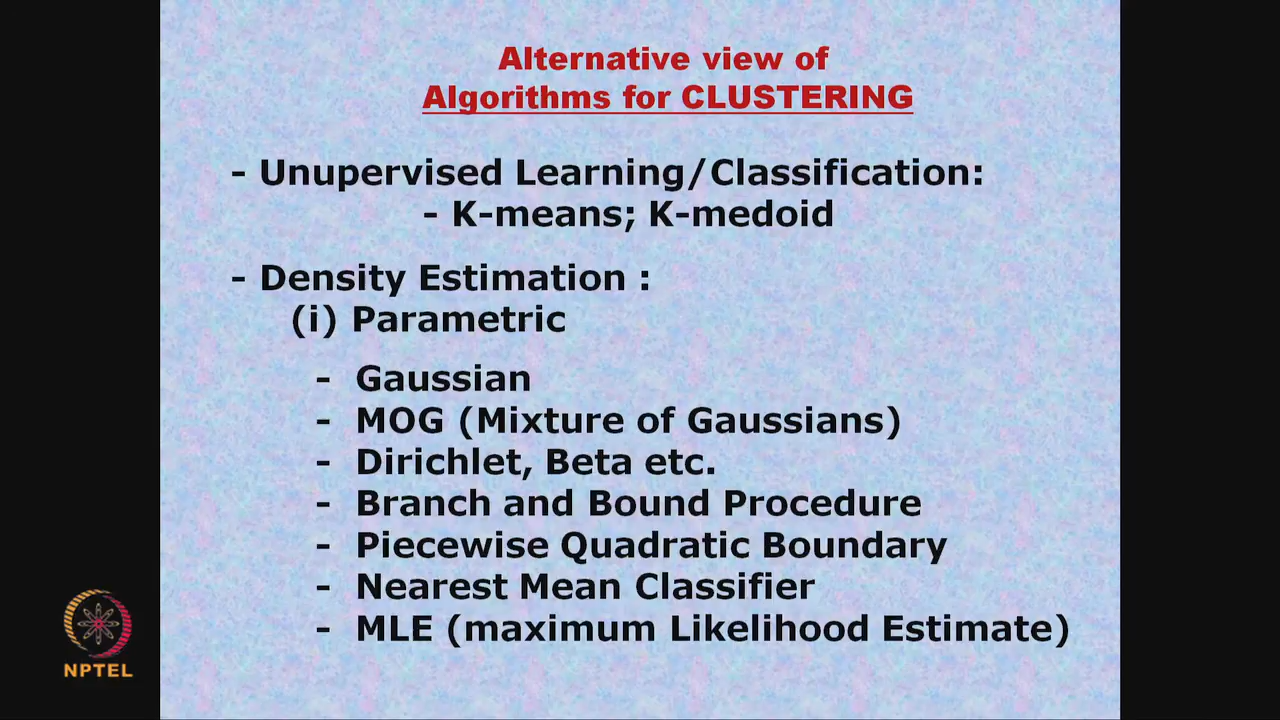 Alternative view of
Algorithms for CLUSTERING
- Unupervised Learning/Classification:
- K-means; K-medoid
- Density Estimation :
(i) Parametric
- Gaussian
- MOG (Mixture of Gaussians)
- Dirichlet, Beta etc.
- Branch and Bound Procedure
- Piecewise Quadratic Boundary
- Nearest Mean Classifier
- MLE (maximum Likelihood Estimate)
NPTEL